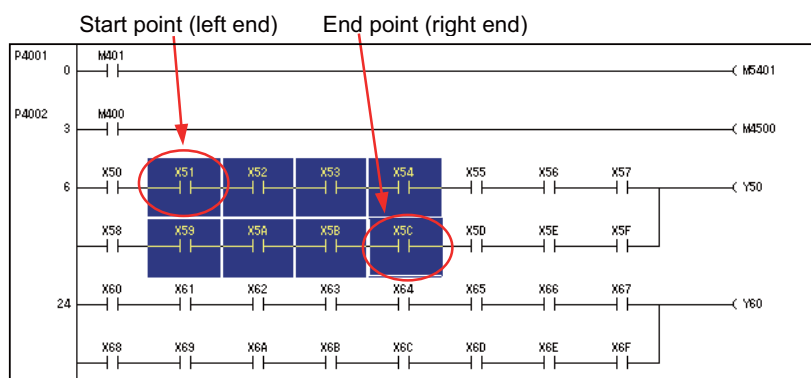 Start point (left end) End point (right end)
P4001 M401
0 M5401
P4002 M400
3 M4500
X50 X51 X52 X53 X54 X55 X56 X57
6 Y50
X58 X59 X5A X5B X5C X5D X5E X5F
X60 X61 X62 X63 X64 X65 X66 X67
24 Y60
X68 X69 X6A X6B X6C X6D X6E X6F